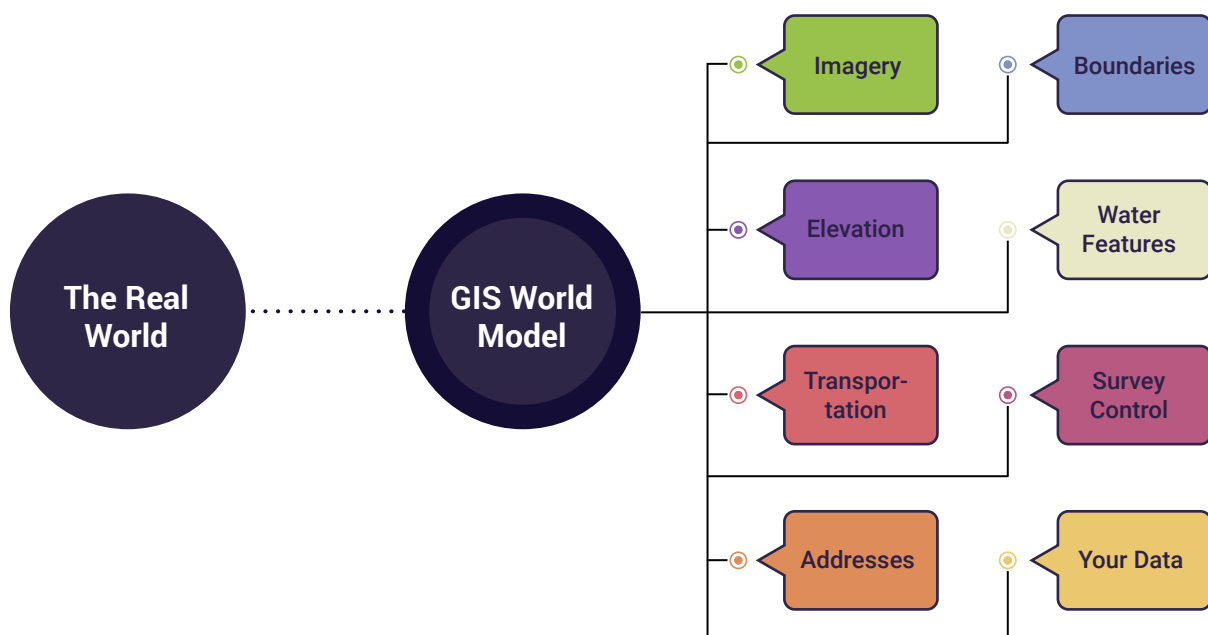 The Real
World
GIS World
Model
Imagery
Boundaries
Elevation
Water
Features
Transpor-
tation
Survey
Control
Addresses
Your Data